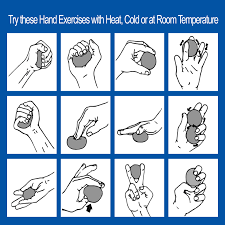 Try these Hand Exercises with Heat, Cold or at Room Temperature